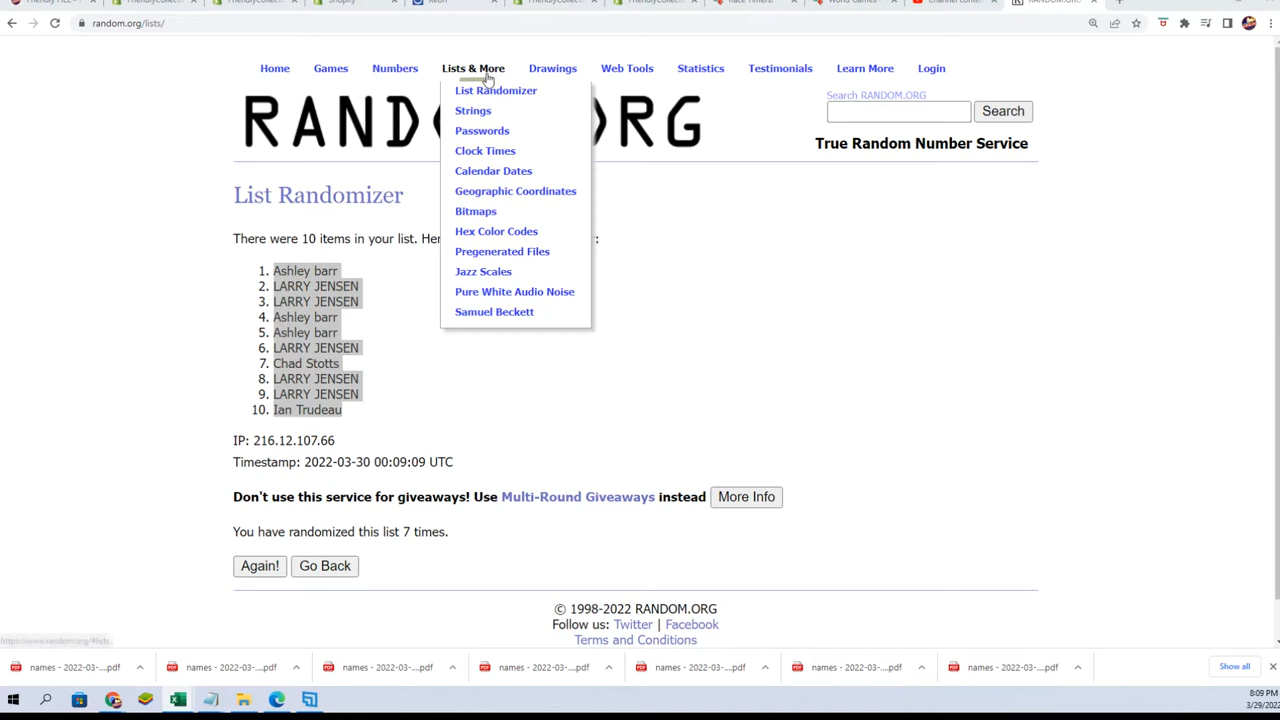 random.org/lists/
Home Games Numbers Lists & More Drawings Web Tools Statistics Testimonials Learn More Login
List Randomizer
Strings
Passwords
Clock Times
Calendar Dates
Geographic Coordinates
Bitmaps
Hex Color Codes
Pregenerated Files
Jazz Scales
Pure White Audio Noise
Samuel Beckett
Search RANDOM.ORG
Search
True Random Number Service
List Randomizer
There were 10 items in your list. :
1. Ashley barr
2. LARRY JENSEN
3. LARRY JENSEN
4. Ashley barr
5. Ashley barr
6. LARRY JENSEN
7. Chad Stotts
8. LARRY JENSEN
9. LARRY JENSEN
10. Ian Trudeau
IP: 216.12.107.66
Timestamp: 2022-03-30 00:09:09 UTC
Don't use this service for giveaways! Use Multi-Round Giveaways instead More Info
You have randomized this list 7 times.
Again! Go Back
© 1998-2022 RANDOM.ORG
Follow us: Twitter | Facebook
Terms and Conditions
https://www.random.org/#lists
names - 2022-03-....pdf names - 2022-03-....pdf names - 2022-03-....pdf names - 2022-03-....pdf names - 2022-03-....pdf names - 2022-03-....pdf names - 2022-03-....pdf Show all
8:09 PM